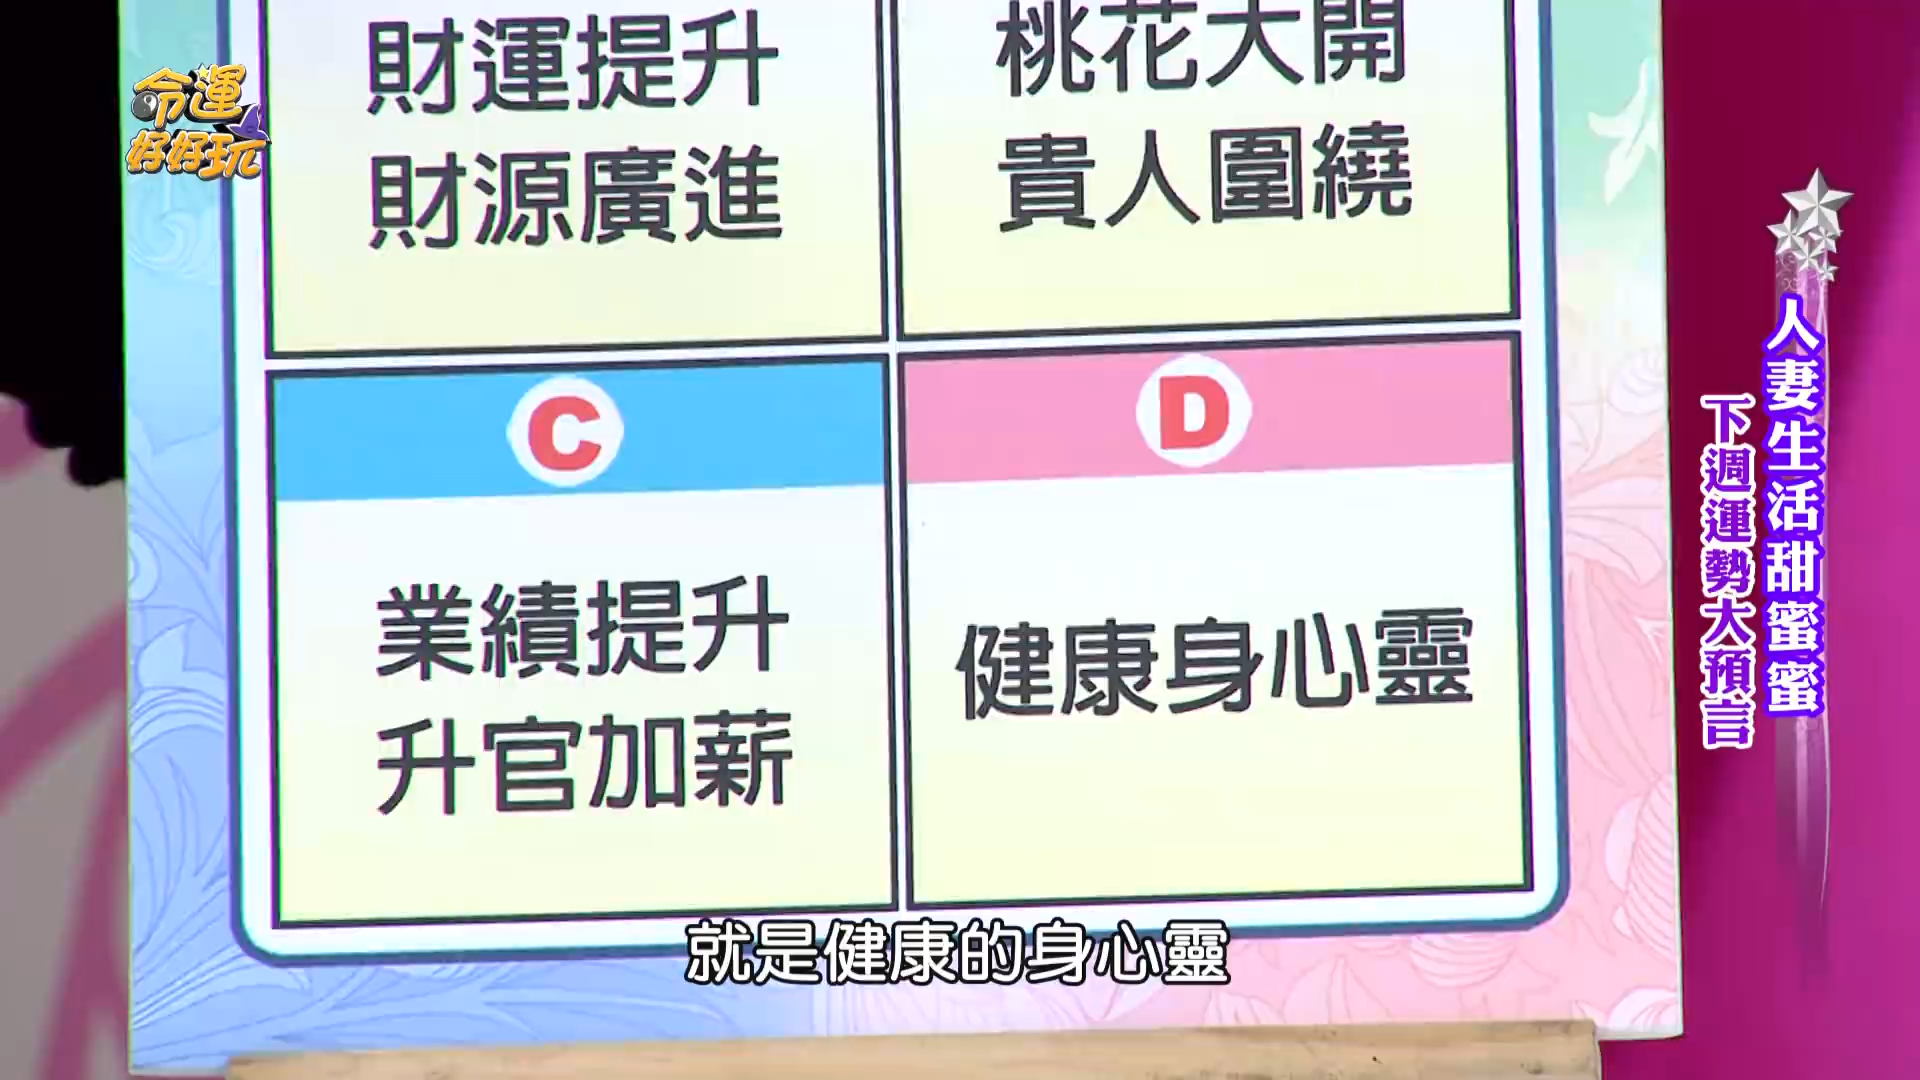 命運
好好玩
財運提升
財源廣進
桃花大開
貴人圍繞
C
業績提升
升官加薪
D
健康身心靈
人妻生活甜蜜蜜
下週運勢大預言
就是健康的身心靈